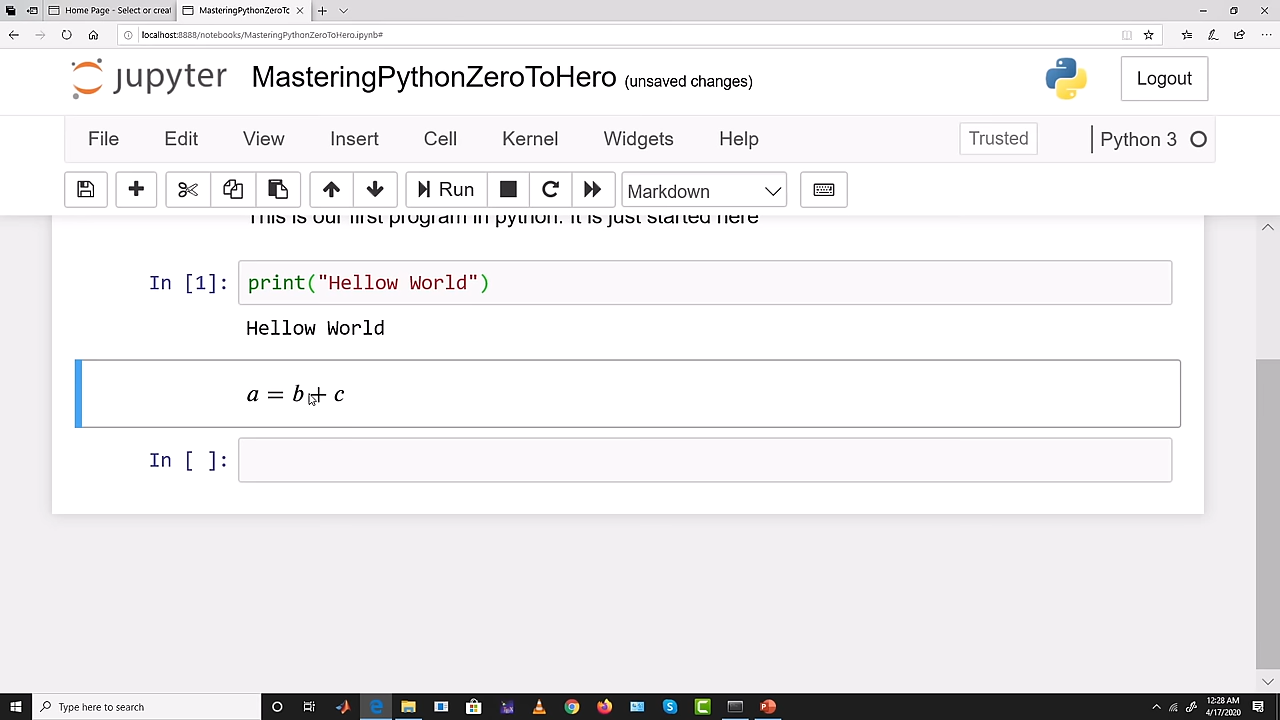 Home Page - Select or creat
MasteringPythonZeroTo
localhost:8888/notebooks/MasteringPythonZeroToHero.ipynb#
jupyter MasteringPythonZeroToHero (unsaved changes)
Logout
File Edit View Insert Cell Kernel Widgets Help
Trusted
Python 3
Run
Markdown
This is our first program in python. It is just started here
In [1]: print("Hellow World")
Hellow World
a = b + c
In [ ]:
Type here to search
12:28 AM
4/17/2020